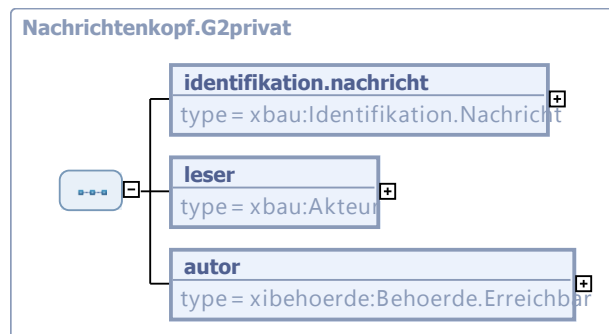 Nachrichtenkopf.G2privat
identifikation.nachricht
type = xbau:Identifikation.Nachricht
leser
type = xbau:Akteur
autor
type = xibehoerde:Behoerde.Erreichbar